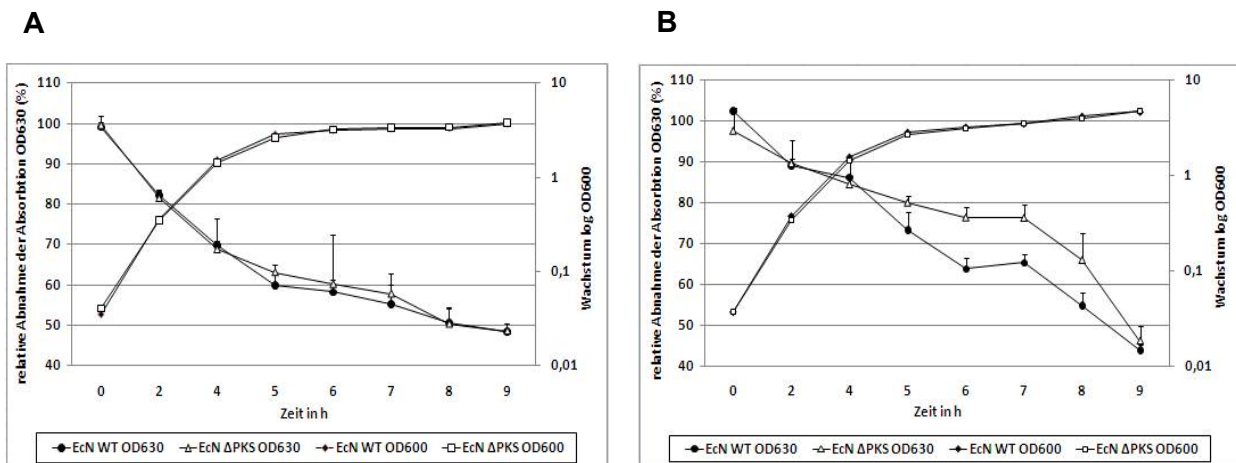 A
B
relative Abnahme der Absorbtion OD630 (%)
110
100
90
80
70
60
50
40
10
1
0,1
0,01
Wachstum log OD600
0 2 4 5 6 7 8 9
Zeit in h
EcN WT OD630 EcN ΔPKS OD630 EcN WT OD600 EcN ΔPKS OD600
relative Abnahme der Absorbtion OD630 (%)
110
100
90
80
70
60
50
40
10
1
0,1
0,01
Wachstum log OD600
0 2 4 5 6 7 8 9
Zeit in h
EcN WT OD630 EcN ΔPKS OD630 EcN WT OD600 EcN ΔPKS OD600